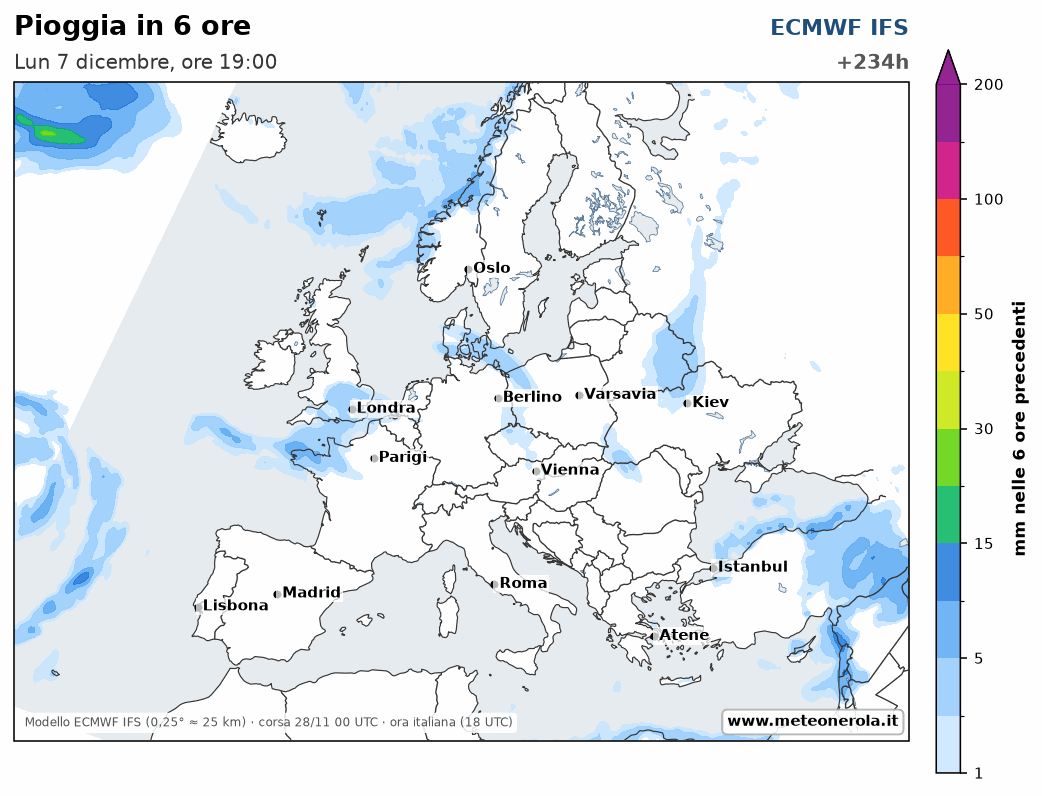 Pioggia in 6 ore
ECMWF IFS
Lun 7 dicembre, ore 19:00
+234h
200
100
50
30
15
5
1
mm nelle 6 ore precedenti
Oslo
Berlino
Varsavia
Londra
Kiev
Parigi
Vienna
Istanbul
Roma
Madrid
Lisbona
Atene
Modello ECMWF IFS (0,25° ≈ 25 km) · corsa 28/11 00 UTC · ora italiana (18 UTC)
www.meteonerola.it